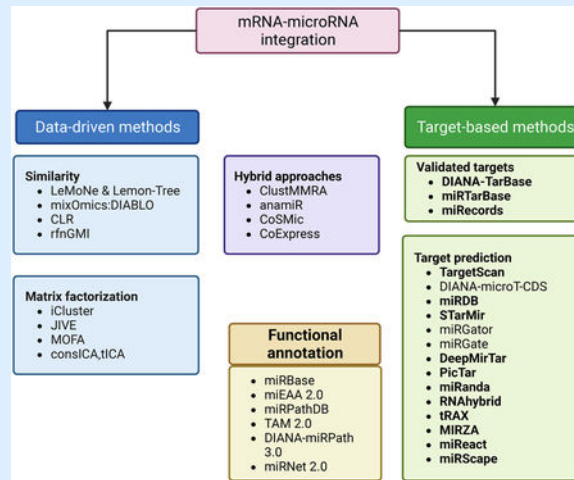 mRNA-microRNA
integration
Data-driven methods
Target-based methods
Similarity
• LeMoNe & Lemon-Tree
• mixOmics:DIABLO
• CLR
• rfnGMI
Matrix factorization
• iCluster
• JIVE
• MOFA
• consICA,tICA
Hybrid approaches
• ClustMMRA
• anamiR
• CoSMic
• CoExpress
Functional
annotation
• miRBase
• miEAA 2.0
• miRPathDB
• TAM 2.0
• DIANA-miRPath
3.0
• miRNet 2.0
Validated targets
• DIANA-TarBase
• miRTarBase
• miRecords
Target prediction
• TargetScan
• DIANA-microT-CDS
• miRDB
• STarMir
• miRGator
• miRGate
• DeepMirTar
• PicTar
• miRanda
• RNAhybrid
• tRAX
• MIRZA
• miReact
• miRScape